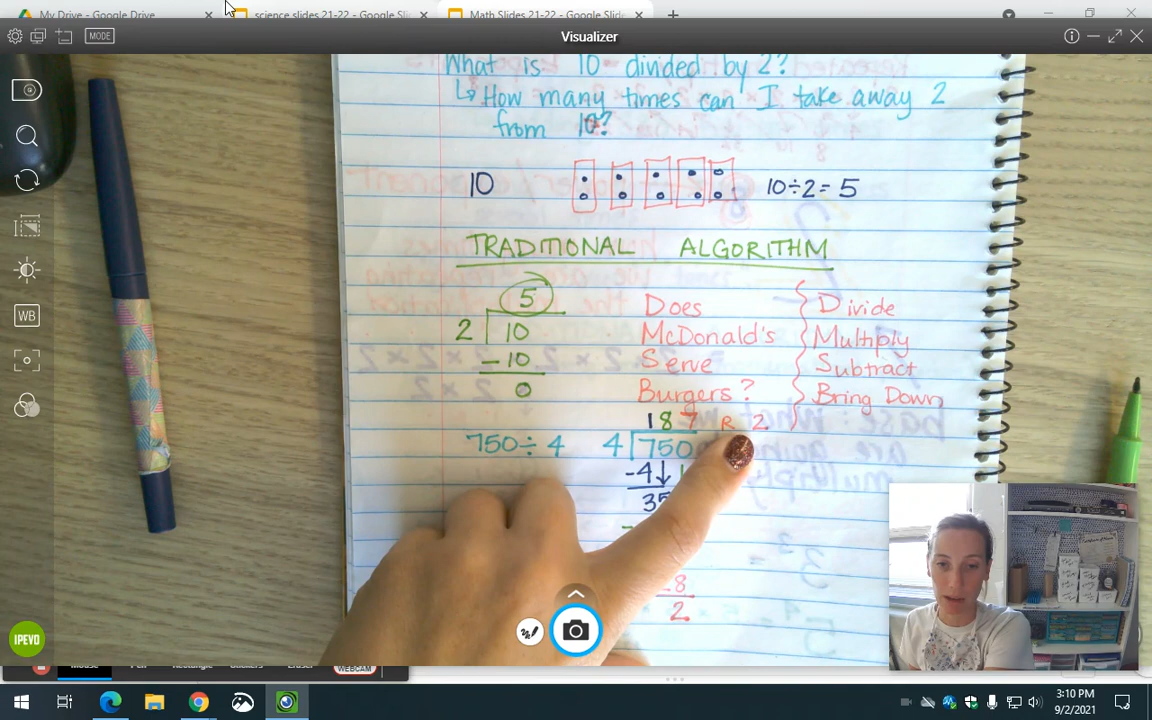 My Drive - Google Drive
science slides 21-22 - Google Sli
Math Slides 21-22 - Google Slide
MODE
Visualizer
What is 10 divided by 2?
↳ How many times can I take away 2
from 10?
10
10÷2=5
TRADITIONAL ALGORITHM
5
2 10
-10
0
Does
McDonald's
Serve
Burgers?
Divide
Multiply
Subtract
Bring Down
187 R 2
750÷4 4 750
-4↓
35
8
2
WB
IPEVO
WEBCAM
3:10 PM
9/2/2021